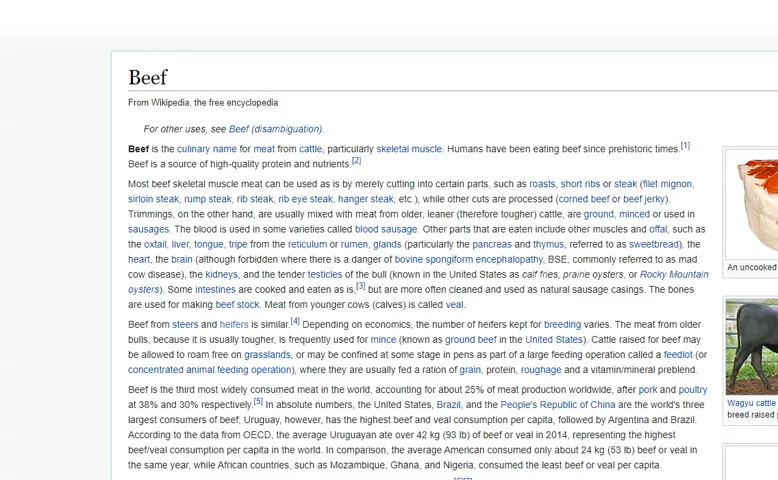 Beef
From Wikipedia, the free encyclopedia
For other uses, see Beef (disambiguation).
Beef is the culinary name for meat from cattle, particularly skeletal muscle. Humans have been eating beef since prehistoric times.[1]
Beef is a source of high-quality protein and nutrients.[2]
Most beef skeletal muscle meat can be used as is by merely cutting into certain parts, such as roasts, short ribs or steak (filet mignon,
sirloin steak, rump steak, rib steak, rib eye steak, hanger steak, etc.), while other cuts are processed (corned beef or beef jerky).
Trimmings, on the other hand, are usually mixed with meat from older, leaner (therefore tougher) cattle, are ground, minced or used in
sausages. The blood is used in some varieties called blood sausage. Other parts that are eaten include other muscles and offal, such as
the oxtail, liver, tongue, tripe from the reticulum or rumen, glands (particularly the pancreas and thymus, referred to as sweetbread), the
heart, the brain (although forbidden where there is a danger of bovine spongiform encephalopathy, BSE, commonly referred to as mad
cow disease), the kidneys, and the tender testicles of the bull (known in the United States as calf fries, prairie oysters, or Rocky Mountain
oysters). Some intestines are cooked and eaten as is,[3] but are more often cleaned and used as natural sausage casings. The bones
are used for making beef stock. Meat from younger cows (calves) is called veal.
Beef from steers and heifers is similar.[4] Depending on economics, the number of heifers kept for breeding varies. The meat from older
bulls, because it is usually tougher, is frequently used for mince (known as ground beef in the United States). Cattle raised for beef may
be allowed to roam free on grasslands, or may be confined at some stage in pens as part of a large feeding operation called a feedlot (or
concentrated animal feeding operation), where they are usually fed a ration of grain, protein, roughage and a vitamin/mineral preblend.
Beef is the third most widely consumed meat in the world, accounting for about 25% of meat production worldwide, after pork and poultry
at 38% and 30% respectively.[5] In absolute numbers, the United States, Brazil, and the People's Republic of China are the world's three
largest consumers of beef; Uruguay, however, has the highest beef and veal consumption per capita, followed by Argentina and Brazil.
According to the data from OECD, the average Uruguayan ate over 42 kg (93 lb) of beef or veal in 2014, representing the highest
beef/veal consumption per capita in the world. In comparison, the average American consumed only about 24 kg (53 lb) beef or veal in
the same year, while African countries, such as Mozambique, Ghana, and Nigeria, consumed the least beef or veal per capita.
An uncooked
Wagyu cattle
breed raised